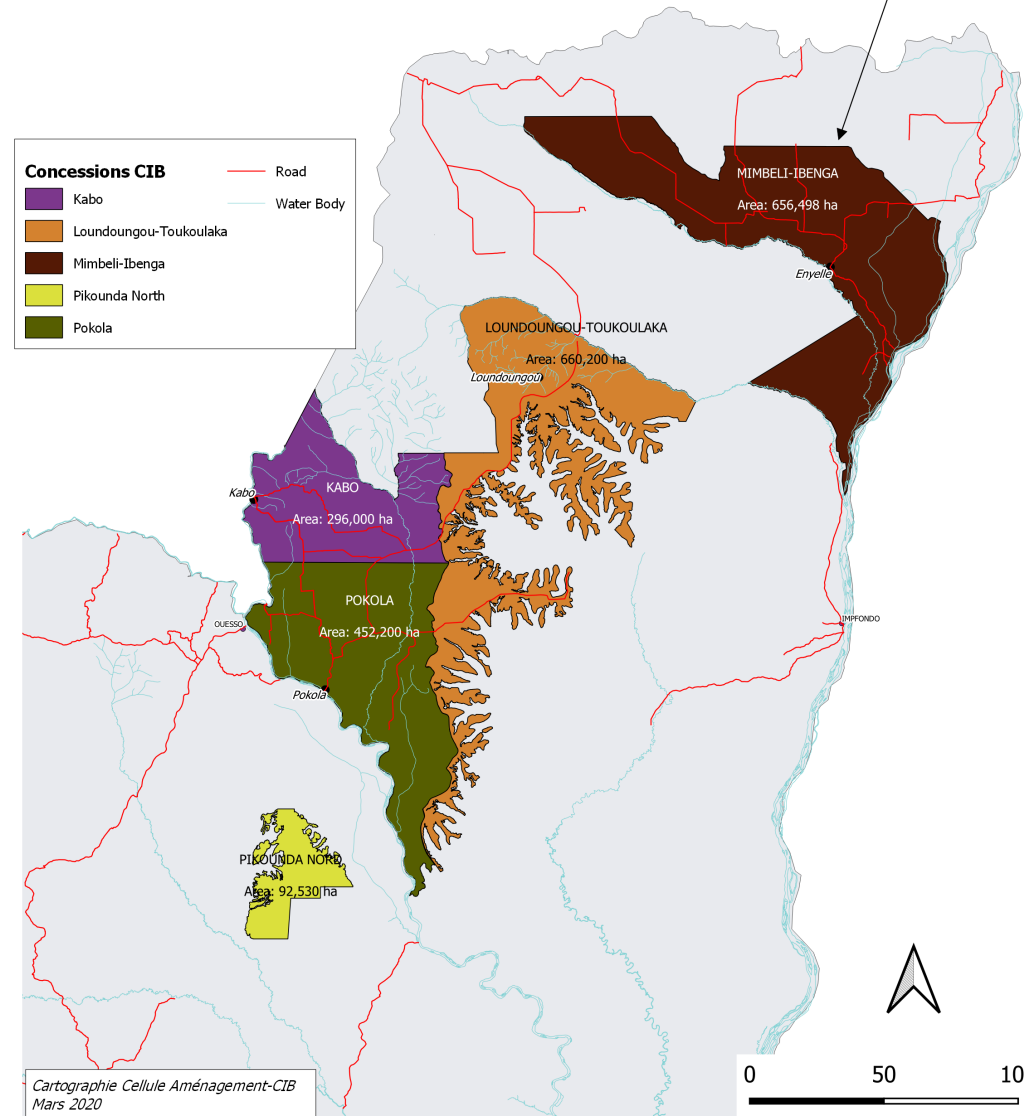 Concessions CIB
Kabo
Loundoungou-Toukoulaka
Mimbeli-Ibenga
Pikounda North
Pokola
Road
Water Body
MIMBELI-IBENGA
Area: 656,498 ha
Enyelle
LOUNDOUNGOU-TOUKOULAKA
Area: 660,200 ha
Loundoungou
Kabo
KABO
Area: 296,000 ha
POKOLA
Area: 452,200 ha
OUESSO
IMPFONDO
Pokola
PIKOUNDA NORD
Area: 92,530 ha
Cartographie Cellule Aménagement-CIB
Mars 2020
0 50 10